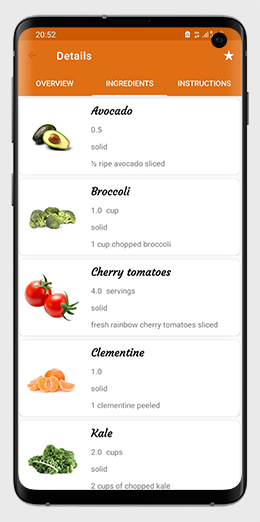 20:52
Details
OVERVIEW INGREDIENTS INSTRUCTIONS
Avocado
0.5
solid
½ ripe avocado sliced
Broccoli
1.0 cup
solid
1 cup chopped broccoli
Cherry tomatoes
4.0 servings
solid
fresh rainbow cherry tomatoes sliced
Clementine
1.0
solid
1 clementine peeled
Kale
2.0 cups
solid
2 cups of chopped kale